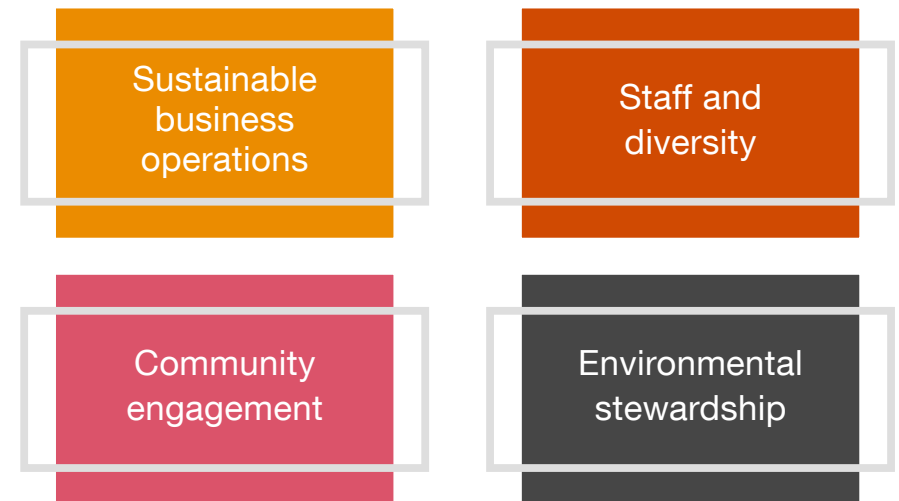 Sustainable
business
operations
Staff and
diversity
Community
engagement
Environmental
stewardship